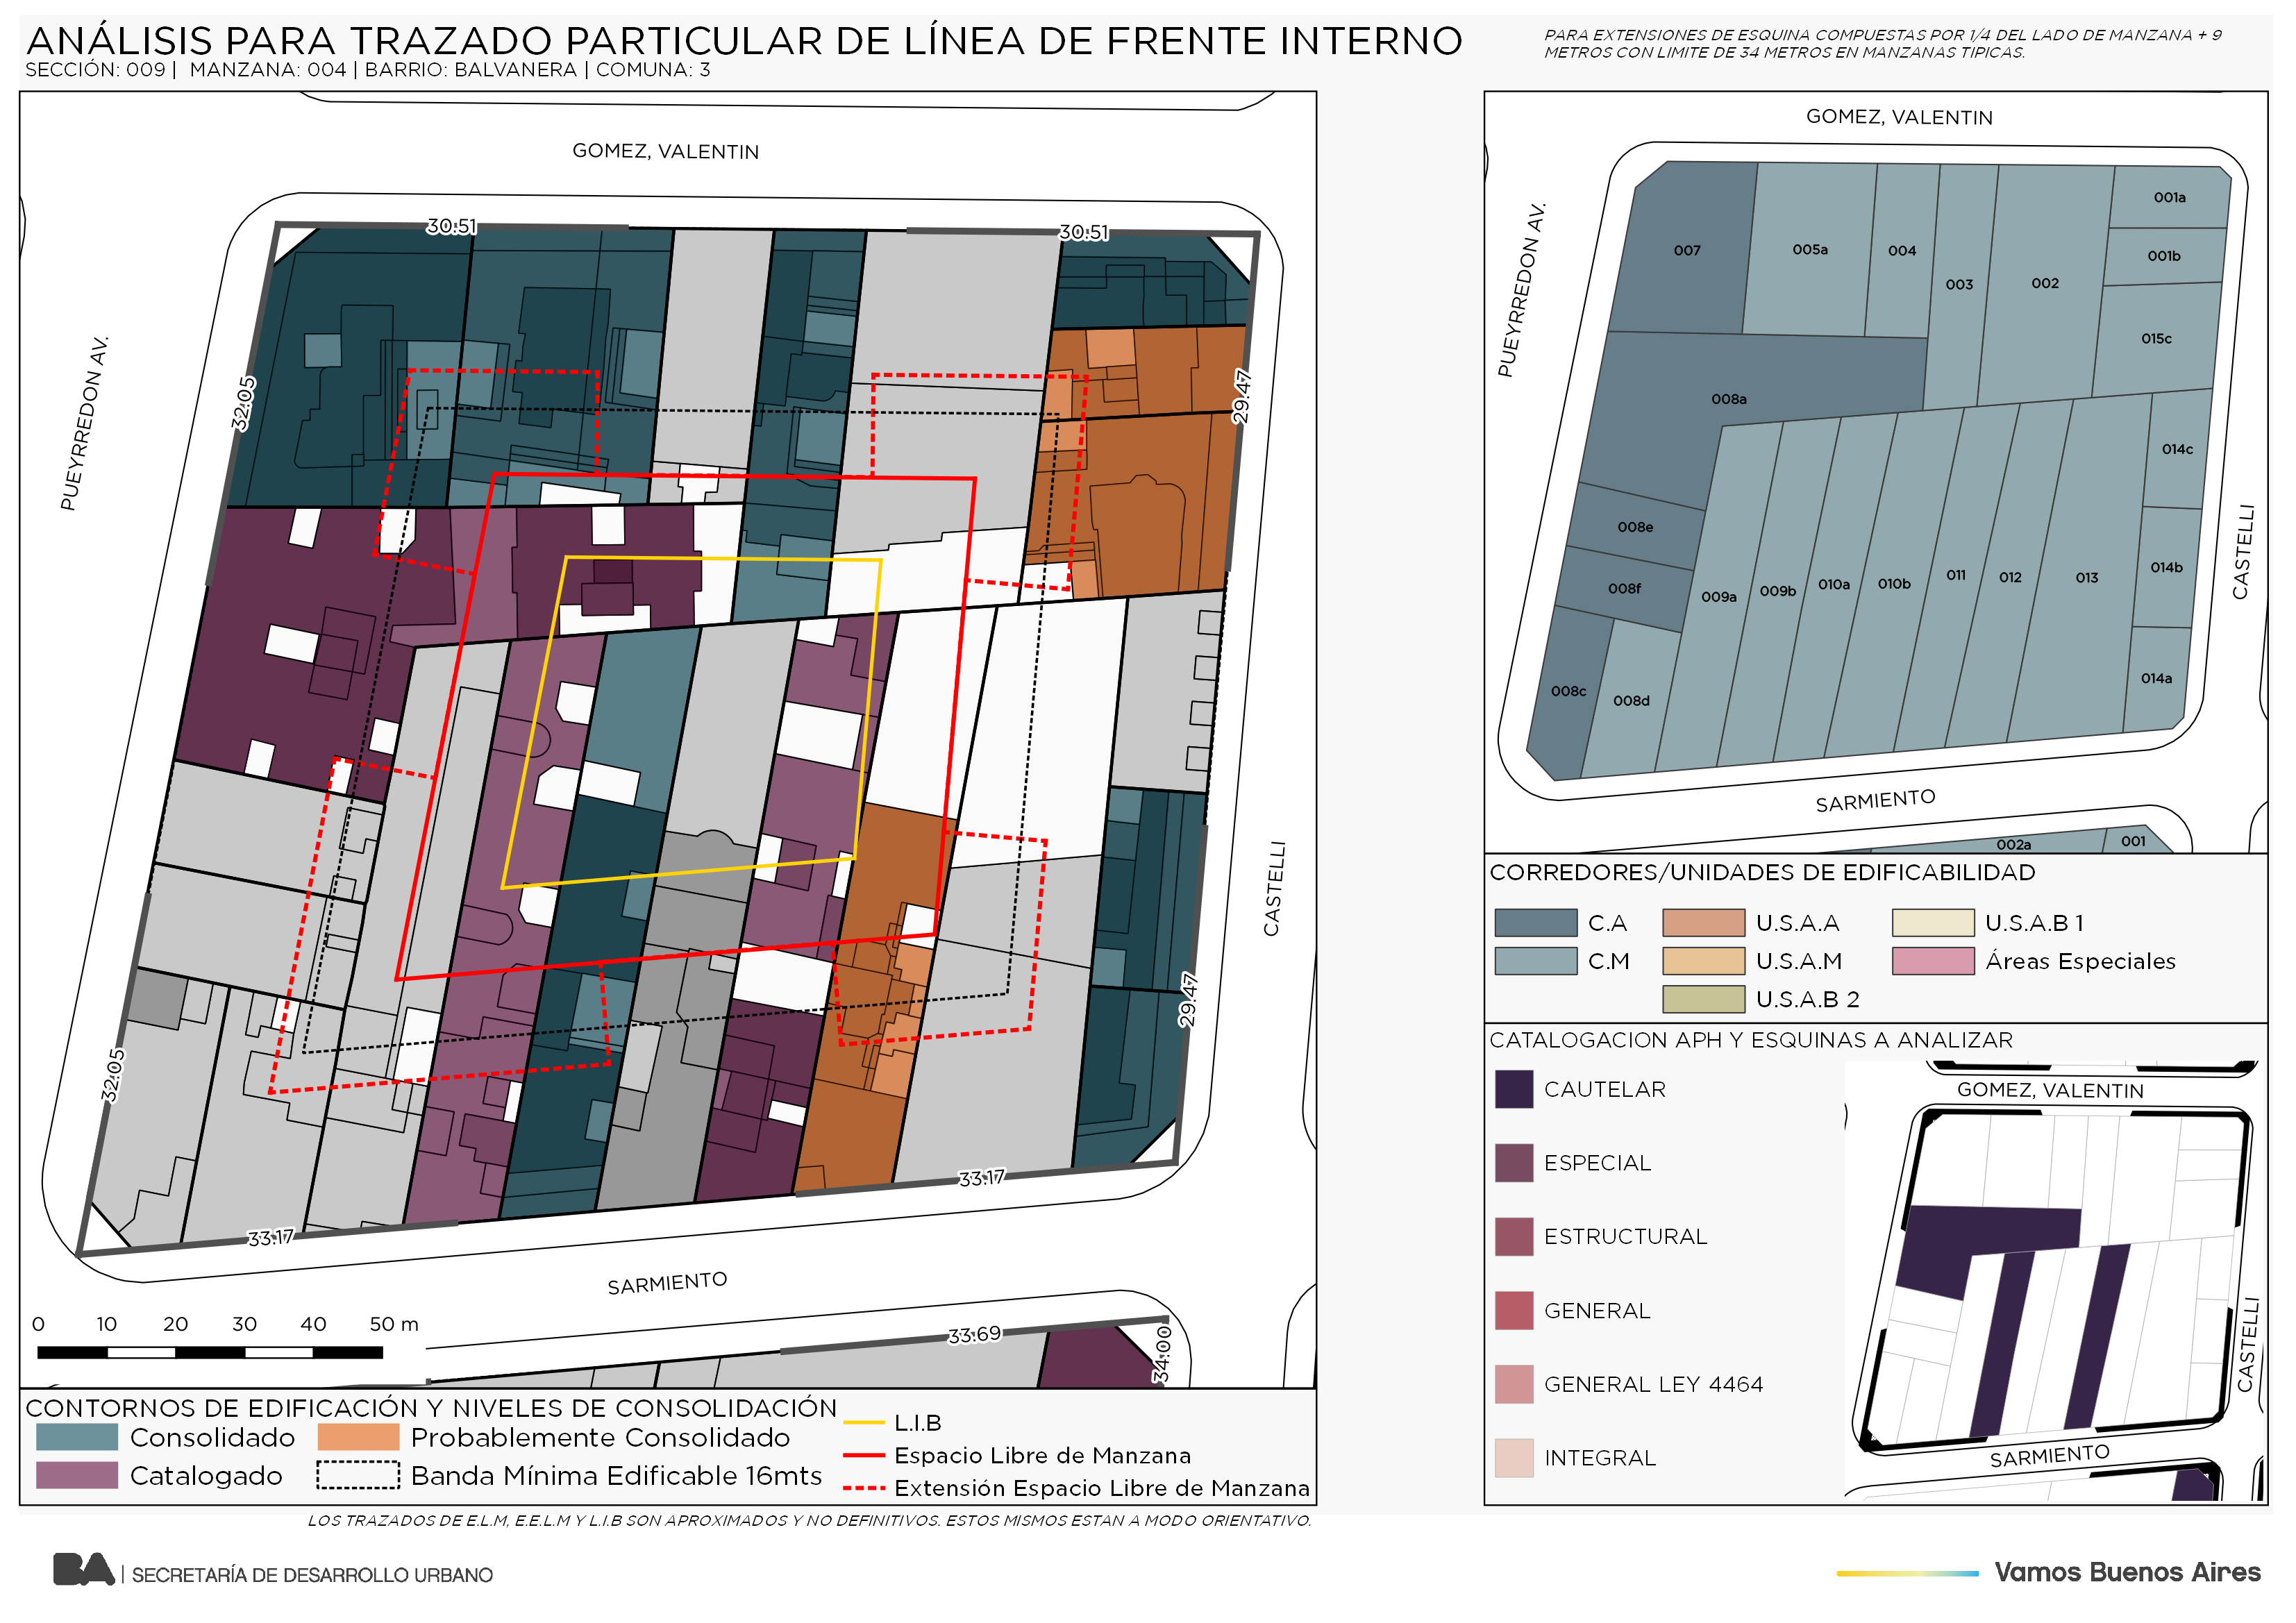 ANÁLISIS PARA TRAZADO PARTICULAR DE LÍNEA DE FRENTE INTERNO
SECCIÓN: 009 | MANZANA: 004 | BARRIO: BALVANERA | COMUNA: 3
PARA EXTENSIONES DE ESQUINA COMPUESTAS POR 1/4 DEL LADO DE MANZANA + 9
METROS CON LIMITE DE 34 METROS EN MANZANAS TIPICAS.
GOMEZ, VALENTIN
30.51
30.51
PUEYRREDON AV.
32.05
29.47
CASTELLI
29.47
32.05
33.17
33.17
SARMIENTO
0 10 20 30 40 50 m
33.69
34.00
CONTORNOS DE EDIFICACIÓN Y NIVELES DE CONSOLIDACIÓN
Consolidado
Probablemente Consolidado
Catalogado
Banda Mínima Edificable 16mts
L.I.B
Espacio Libre de Manzana
Extensión Espacio Libre de Manzana
LOS TRAZADOS DE E.L.M, E.E.L.M Y L.I.B SON APROXIMADOS Y NO DEFINITIVOS. ESTOS MISMOS ESTAN A MODO ORIENTATIVO.
GOMEZ, VALENTIN
PUEYRREDON AV.
001a
007
005a
004
001b
003
002
015c
008a
014c
008e
008f
009a
009b
010a
010b
011
012
013
014b
CASTELLI
008c
008d
014a
SARMIENTO
002a
001
CORREDORES/UNIDADES DE EDIFICABILIDAD
C.A
U.S.A.A
U.S.A.B 1
C.M
U.S.A.M
Áreas Especiales
U.S.A.B 2
CATALOGACION APH Y ESQUINAS A ANALIZAR
CAUTELAR
ESPECIAL
ESTRUCTURAL
GENERAL
GENERAL LEY 4464
INTEGRAL
GOMEZ, VALENTIN
CASTELLI
SARMIENTO
BA | SECRETARÍA DE DESARROLLO URBANO
Vamos Buenos Aires